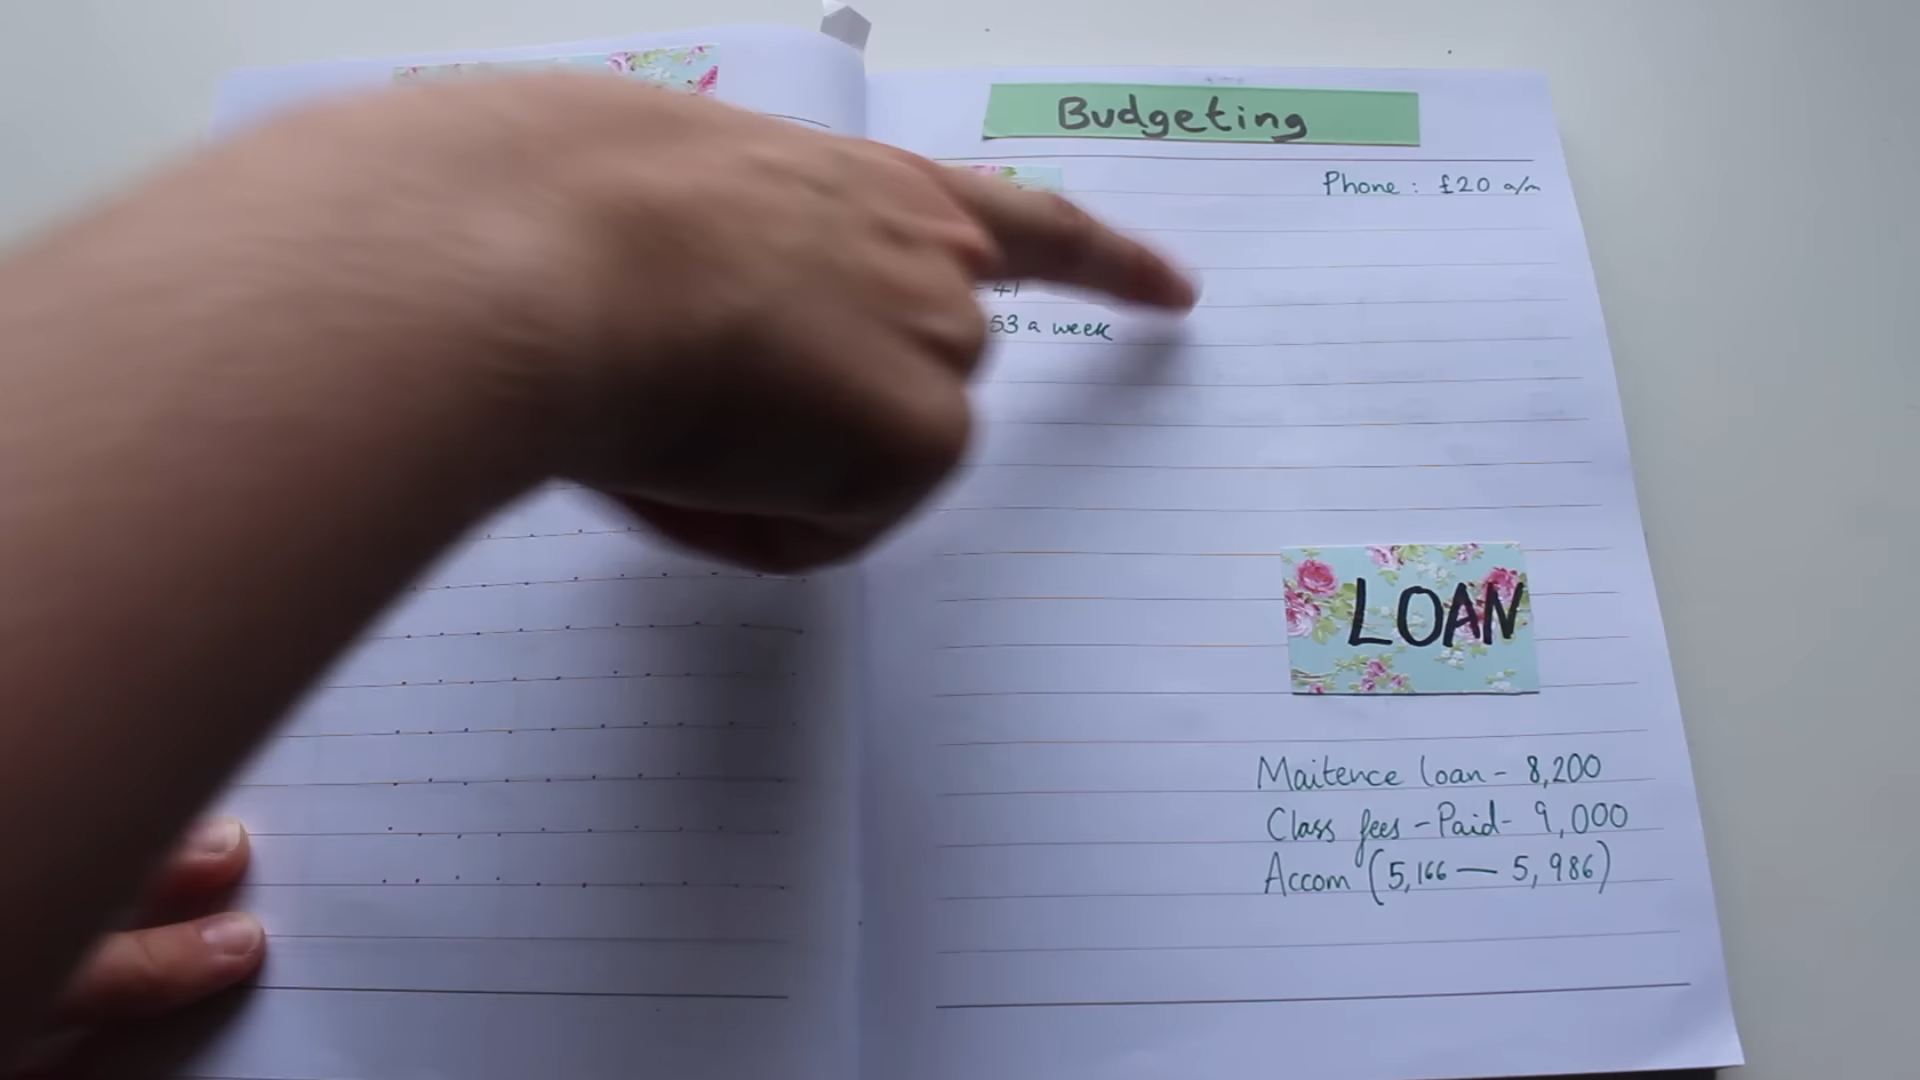 Budgeting
Phone : £20 a/m
- 41
53 a week
LOAN
Maitence loan - 8,200
Class fees - Paid - 9,000
Accom (5,166 — 5,986)